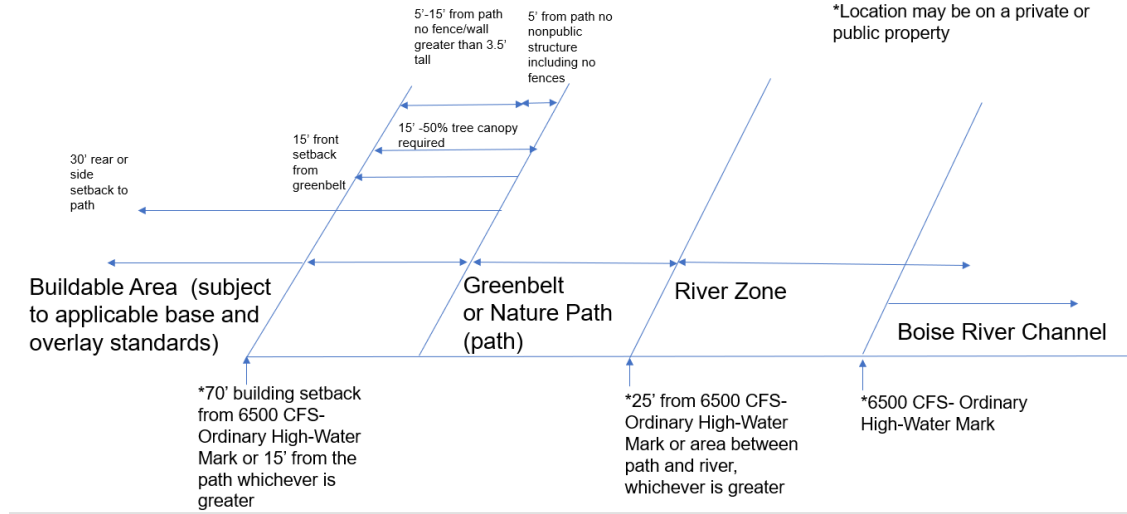 5’-15’ from path
no fence/wall
greater than 3.5’
tall
5’ from path no
nonpublic
structure
including no
fences
*Location may be on a private or
public property
15’ front
setback
from
greenbelt
15’ -50% tree canopy
required
30’ rear or
side
setback to
path
Buildable Area (subject
to applicable base and
overlay standards)
Greenbelt
or Nature Path
(path)
River Zone
Boise River Channel
*70’ building setback
from 6500 CFS-
Ordinary High-Water
Mark or 15’ from the
path whichever is
greater
*25’ from 6500 CFS-
Ordinary High-Water
Mark or area between
path and river,
whichever is greater
*6500 CFS- Ordinary
High-Water Mark